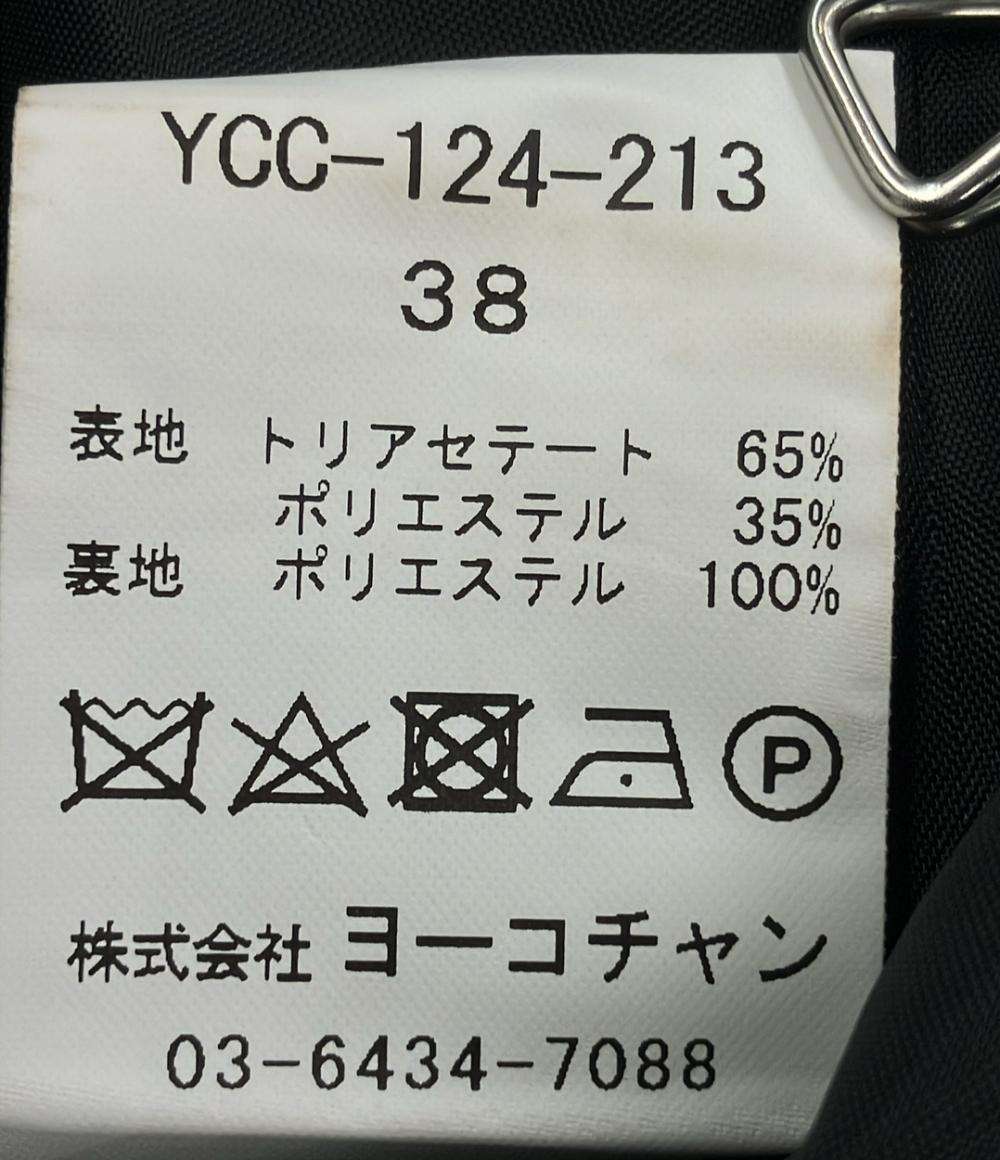 YCC-124-213
38
表地 トリアセテート 65%
ポリエステル 35%
裏地 ポリエステル 100%
P
株式会社 ヨーコチャン
03-6434-7088